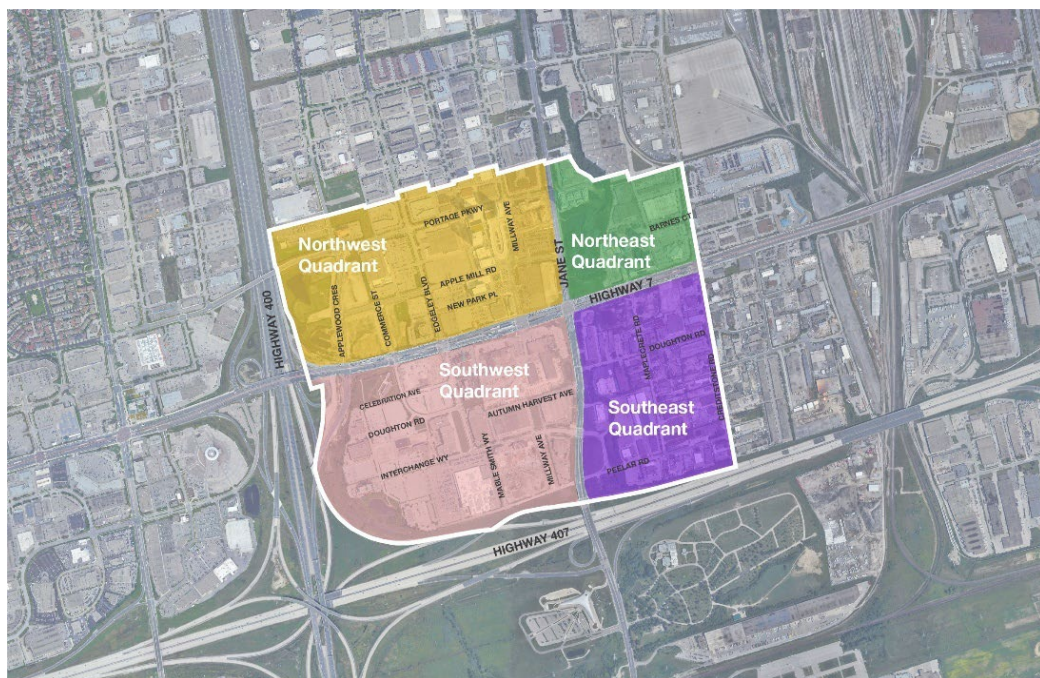 Northwest
Quadrant
PORTAGE PKWY
MILLWAY AVE
APPLE MILL RD
NEW PARK PL
EDGELEY BLVD
COMMERCE ST
APPLEWOOD CRES
HIGHWAY 400
JANE ST
Northeast
Quadrant
BARNES CT
HIGHWAY 7
Southwest
Quadrant
CELEBRATION AVE
DOUGHTON RD
INTERCHANGE WY
AUTUMN HARVEST AVE
MABLE SMITH WY
MILLWAY AVE
MAPLECRETE RD
DOUGHTON RD
CREDITSTONE RD
Southeast
Quadrant
PEELAR RD
HIGHWAY 407